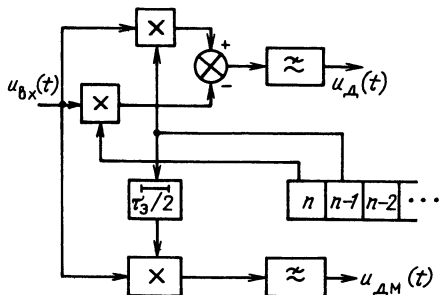 ×
+
≈
u_Д(t)
u_вх(t)
×
−
τ_э/2
n n-1 n-2 ...
×
≈
u_ДМ(t)